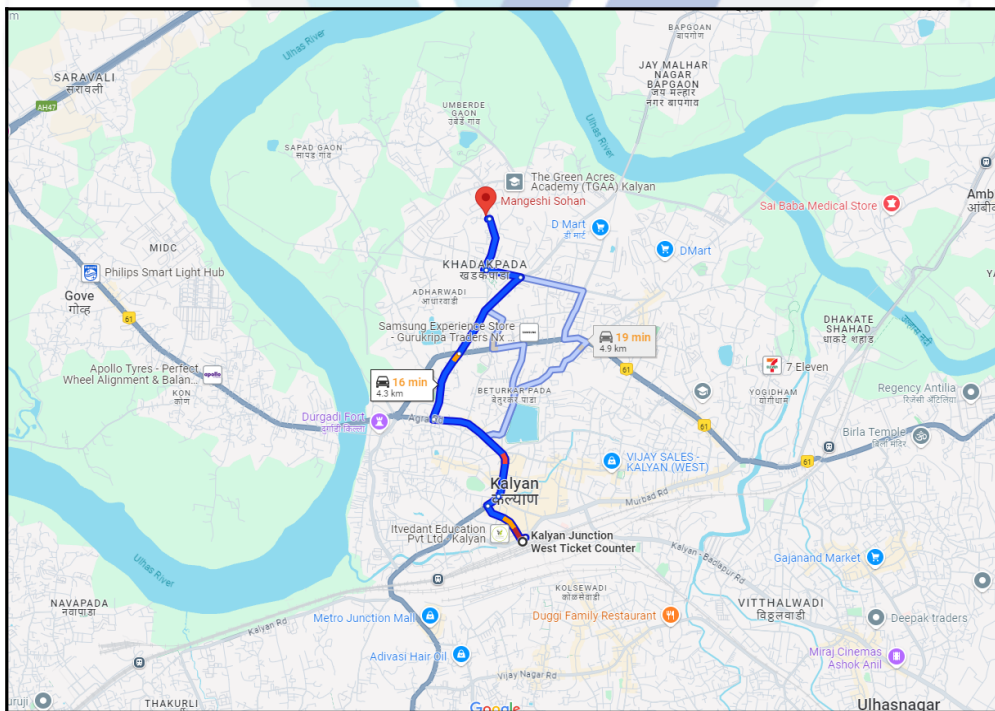 BAPGOAN
बापगोण
Ulhas River
SARAVALI
सरावली
JAY MALHAR
NAGAR
BAPGAON
जय मल्हार
नगर बापगाव
AH47
UMBERDE
GAON
उंबेर्डे गाव
Ulhas River
SAPAD GAON
सापड गाव
The Green Acres
Academy (TGAA) Kalyan
Mangeshi Sohan
Sai Baba Medical Store
Amb
आंबीव
D Mart
डी मार्ट
DMart
MIDC
KHADAKPADA
खडकपाडा
Philips Smart Light Hub
ADHARWADI
आधारवाडी
Gove
गोव्ह
61
Samsung Experience Store
- Gurukripa Traders Nx ...
19 min
4.9 km
DHAKATE
SHAHAD
धाकटे शहाड
Apollo Tyres - Perfect
Wheel Alignment & Balan...
apollo
KON
कोण
16 min
4.3 km
61
7 Eleven
BETURKAR PADA
बेतुरकर पाडा
YOGIDHAM
योगीधाम
Regency Antilia
रिजेंसी अँटिलिया
Durgadi Fort
दुर्गाडी किल्ला
Agra Rd
61
Birla Temple
बिर्ला मंदिर
VIJAY SALES -
KALYAN (WEST)
61
Kalyan
कल्याण
Murbad Rd
Itvedant Education
Pvt Ltd, Kalyan
Kalyan Junction
West Ticket Counter
Kalyan - Badapur Rd
Gajanand Market
Ulhas River
KOLSEWADI
कोळसेवाडी
NAVAPADA
नवापाडा
Metro Junction Mall
Duggi Family Restaurant
VITTHALWADI
विठ्ठलवाडी
Deepak traders
Kalyan Rd
Adivasi Hair Oil
Miraj Cinemas
Ashok Anil
Vijay Nagar Rd
THAKURLI
Google
Ulhasnagar